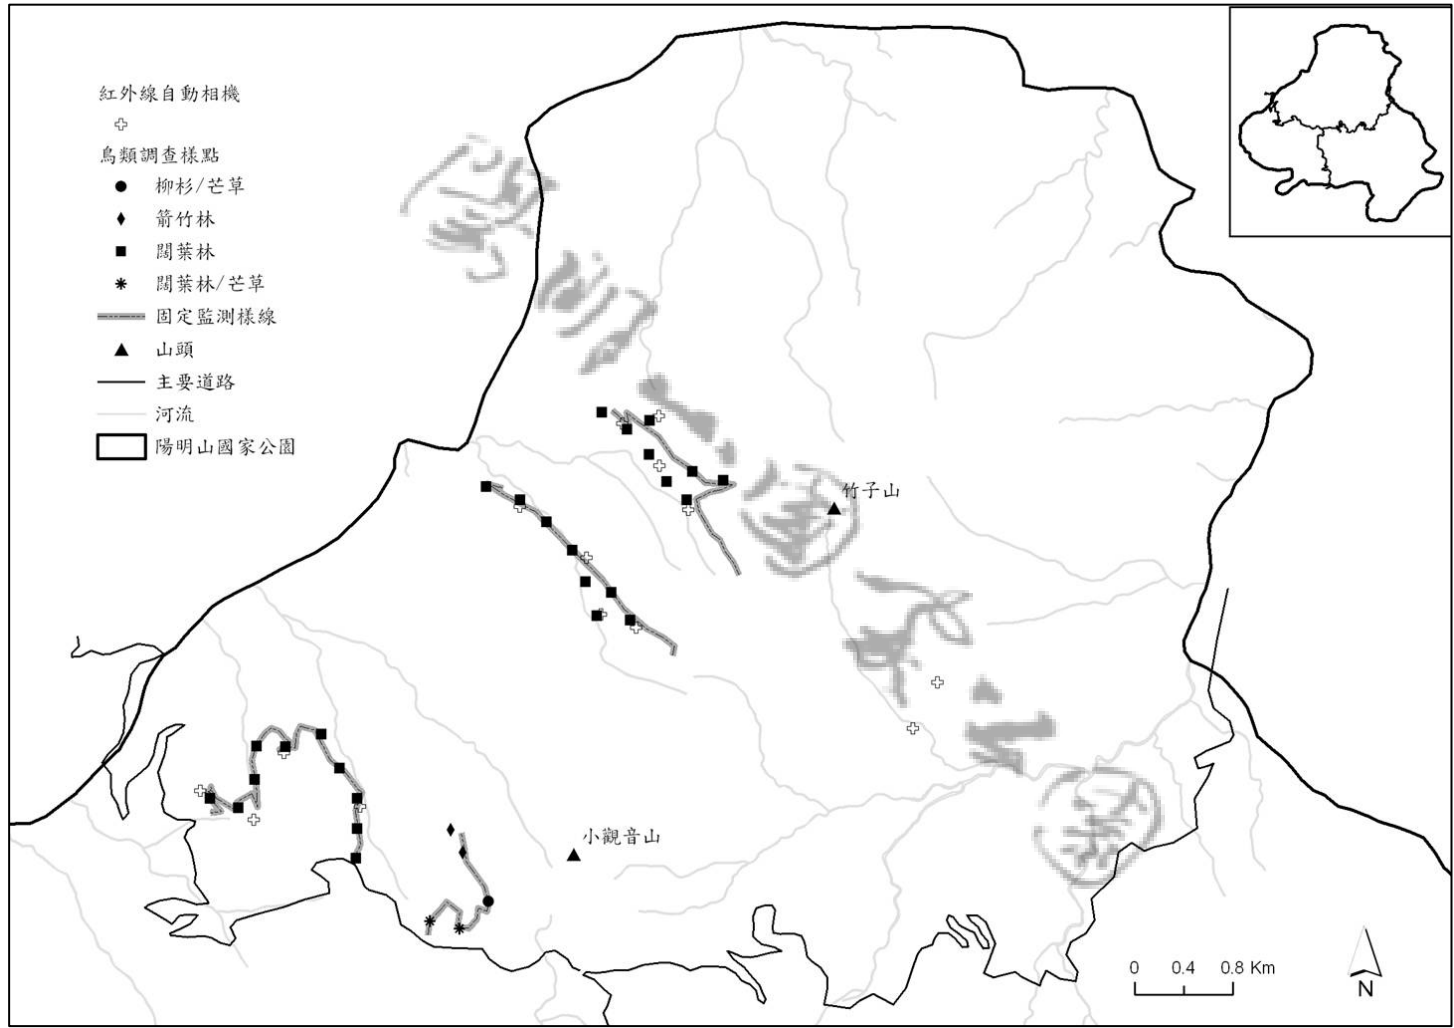 紅外線自動相機
鳥類調查樣點
柳杉/芒草
箭竹林
闊葉林
闊葉林/芒草
固定監測樣線
山頭
主要道路
河流
陽明山國家公園
竹子山
小觀音山
0 0.4 0.8 Km
N